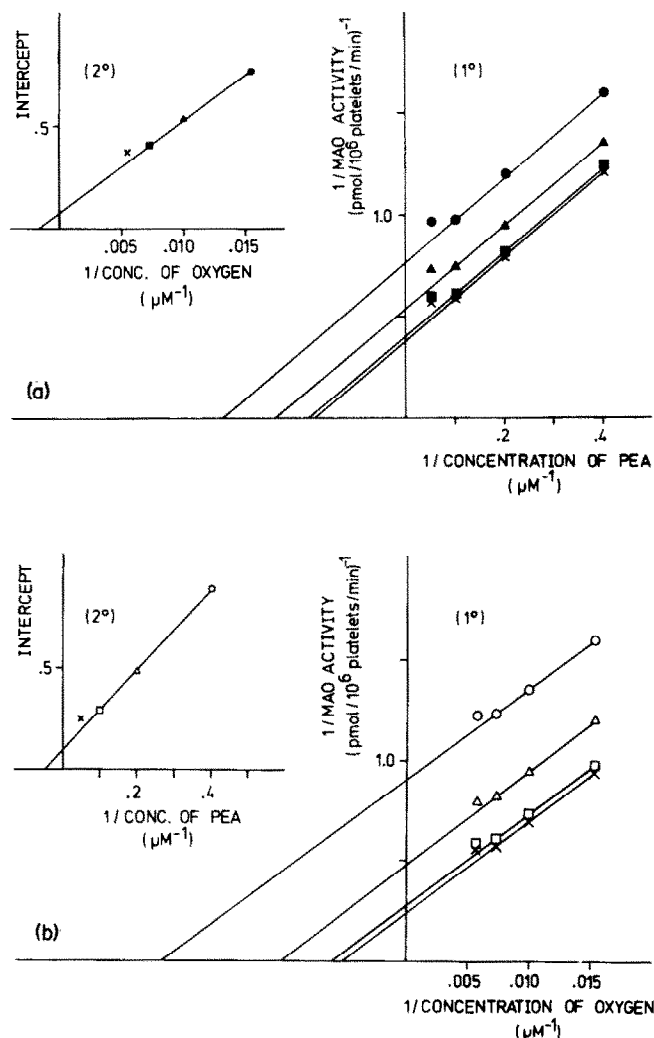 INTERCEPT
(2°)
.5
.005
.010
.015
1/CONC. OF OXYGEN
(μM⁻¹)
1/MAO ACTIVITY
(pmol/10⁶ platelets/min)⁻¹
(1°)
1.0
.2
.4
1/CONCENTRATION OF PEA
(μM⁻¹)
(a)
INTERCEPT
(2°)
.5
.2
.4
1/CONC. OF PEA
(μM⁻¹)
1/MAO ACTIVITY
(pmol/10⁶ platelets/min)⁻¹
(1°)
1.0
.005
.010
.015
1/CONCENTRATION OF OXYGEN
(μM⁻¹)
(b)